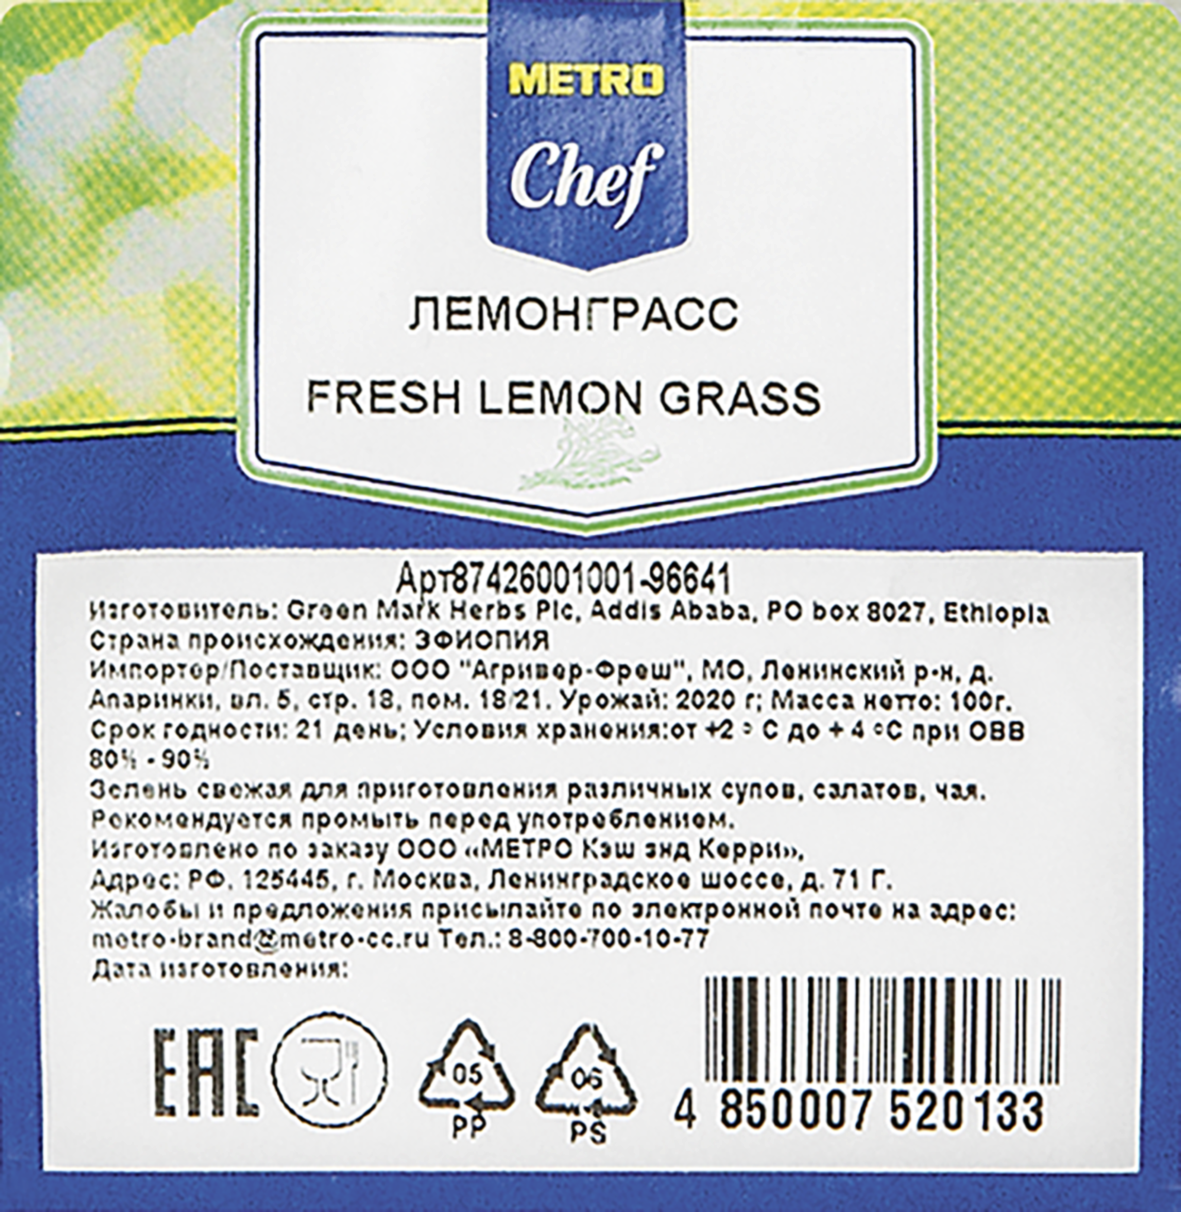 METRO
Chef
ЛЕМОНГРАСС
FRESH LEMON GRASS
Арт87426001001-96641
Изготовитель: Green Mark Herbs Plc, Addis Ababa, PO box 8027, Ethiopia
Страна происхождения: ЭФИОПИЯ
Импортер/Поставщик: ООО "Агривер-Фреш", МО, Ленинский р-н, д.
Апаринки, вл. 5, стр. 18, пом. 18/21. Урожай: 2020 г; Масса нетто: 100г.
Срок годности: 21 день; Условия хранения:от +2 ° С до + 4 °С при ОВВ
80% - 90%
Зелень свежая для приготовления различных супов, салатов, чая.
Рекомендуется промыть перед употреблением.
Изготовлено по заказу ООО «МЕТРО Кэш энд Керри»,
Адрес: РФ, 125445, г. Москва, Ленинградское шоссе, д. 71 Г.
Жалобы и предложения присылайте по электронной почте на адрес:
metro-brand@metro-cc.ru Тел.: 8-800-700-10-77
Дата изготовления:
EAC
05
PP
06
PS
4 850007 520133